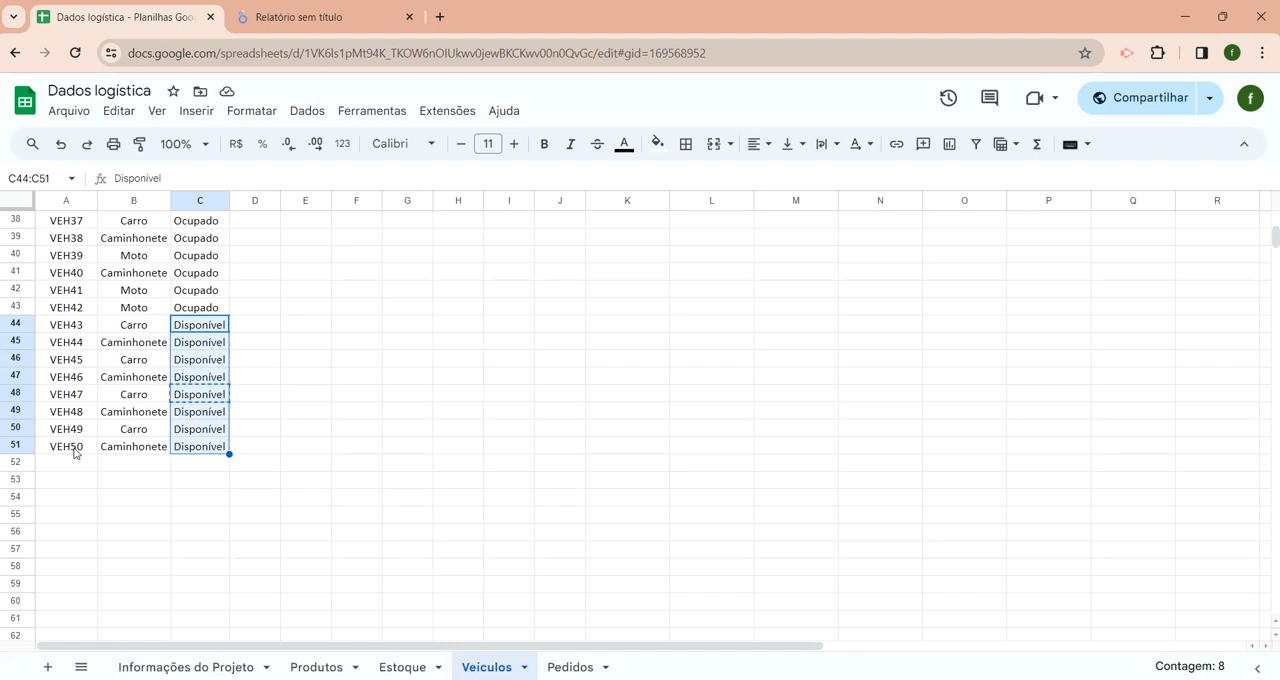 Dados logística - Planilhas Goo
Relatório sem título
docs.google.com/spreadsheets/d/1VK6ls1pMt94K_TKOW6nOIUkwv0jewBKCKwv00n0QvGc/edit#gid=169568952
Dados logística
Arquivo Editar Ver Inserir Formatar Dados Ferramentas Extensões Ajuda
Compartilhar
f
100% R$ % .0 .00 123 Calibri 11 B I A
C44:C51 fx Disponível
A B C D E F G H I J K L M N O P Q R
38 VEH37 Carro Ocupado
39 VEH38 Caminhonete Ocupado
40 VEH39 Moto Ocupado
41 VEH40 Caminhonete Ocupado
42 VEH41 Moto Ocupado
43 VEH42 Moto Ocupado
44 VEH43 Carro Disponível
45 VEH44 Caminhonete Disponível
46 VEH45 Carro Disponível
47 VEH46 Caminhonete Disponível
48 VEH47 Carro Disponível
49 VEH48 Caminhonete Disponível
50 VEH49 Carro Disponível
51 VEH50 Caminhonete Disponível
52
53
54
55
56
57
58
59
60
61
62
Informações do Projeto Produtos Estoque Veículos Pedidos Contagem: 8